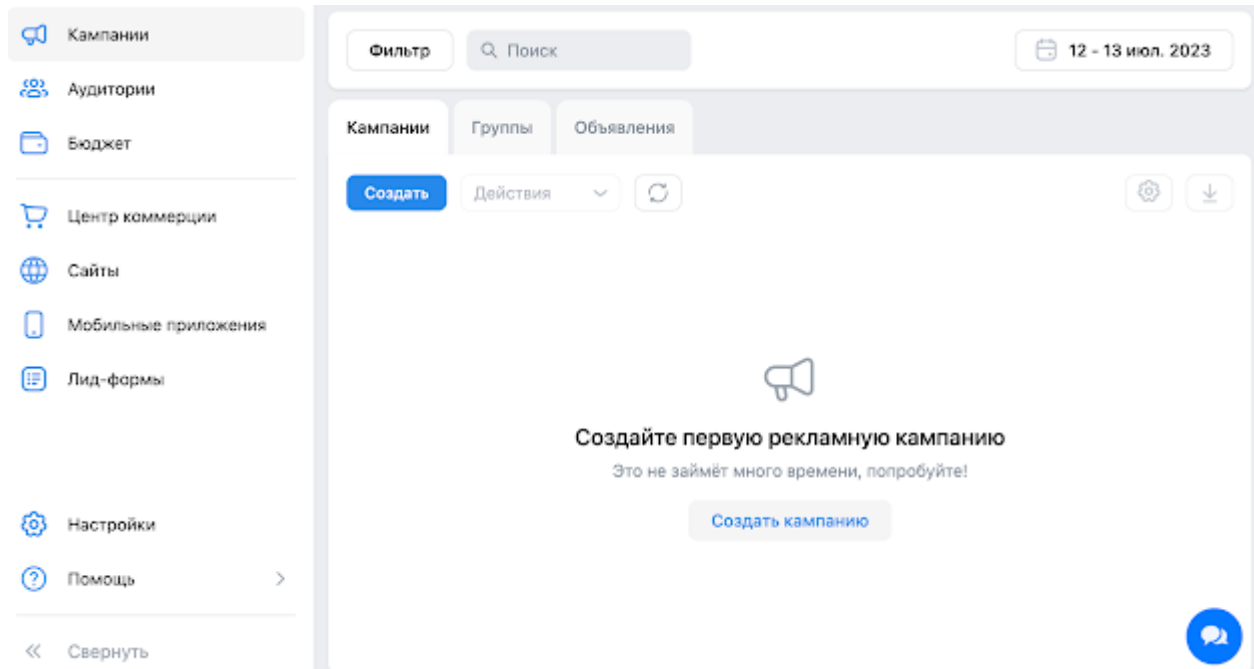 Кампании
Аудитории
Бюджет
Центр коммерции
Сайты
Мобильные приложения
Лид-формы
Настройки
Помощь
Свернуть
Фильтр
Поиск
12 - 13 июл. 2023
Кампании
Группы
Объявления
Создать
Действия
Создайте первую рекламную кампанию
Это не займёт много времени, попробуйте!
Создать кампанию